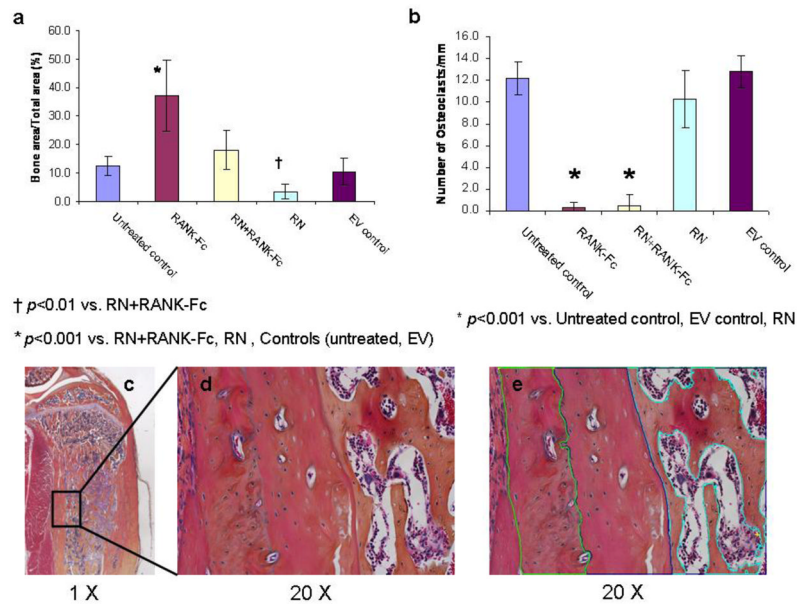 a
Bone area/Total area (%)
60.0
50.0
40.0
30.0
20.0
10.0
0.0
*
†
Untreated control
RANK-Fc
RN+RANK-Fc
RN
EV control
† p<0.01 vs. RN+RANK-Fc
* p<0.001 vs. RN+RANK-Fc, RN , Controls (untreated, EV)
b
Number of Osteoclasts/mm
16.0
14.0
12.0
10.0
8.0
6.0
4.0
2.0
0.0
*
*
Untreated control
RANK-Fc
RN+RANK-Fc
RN
EV control
* p<0.001 vs. Untreated control, EV control, RN
c
d
e
1 X
20 X
20 X